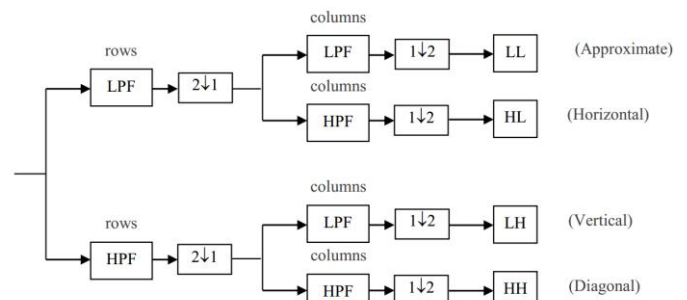 columns
rows
LPF 1↓2 LL (Approximate)
LPF 2↓1
columns
HPF 1↓2 HL (Horizontal)
columns
rows
LPF 1↓2 LH (Vertical)
HPF 2↓1
columns
HPF 1↓2 HH (Diagonal)